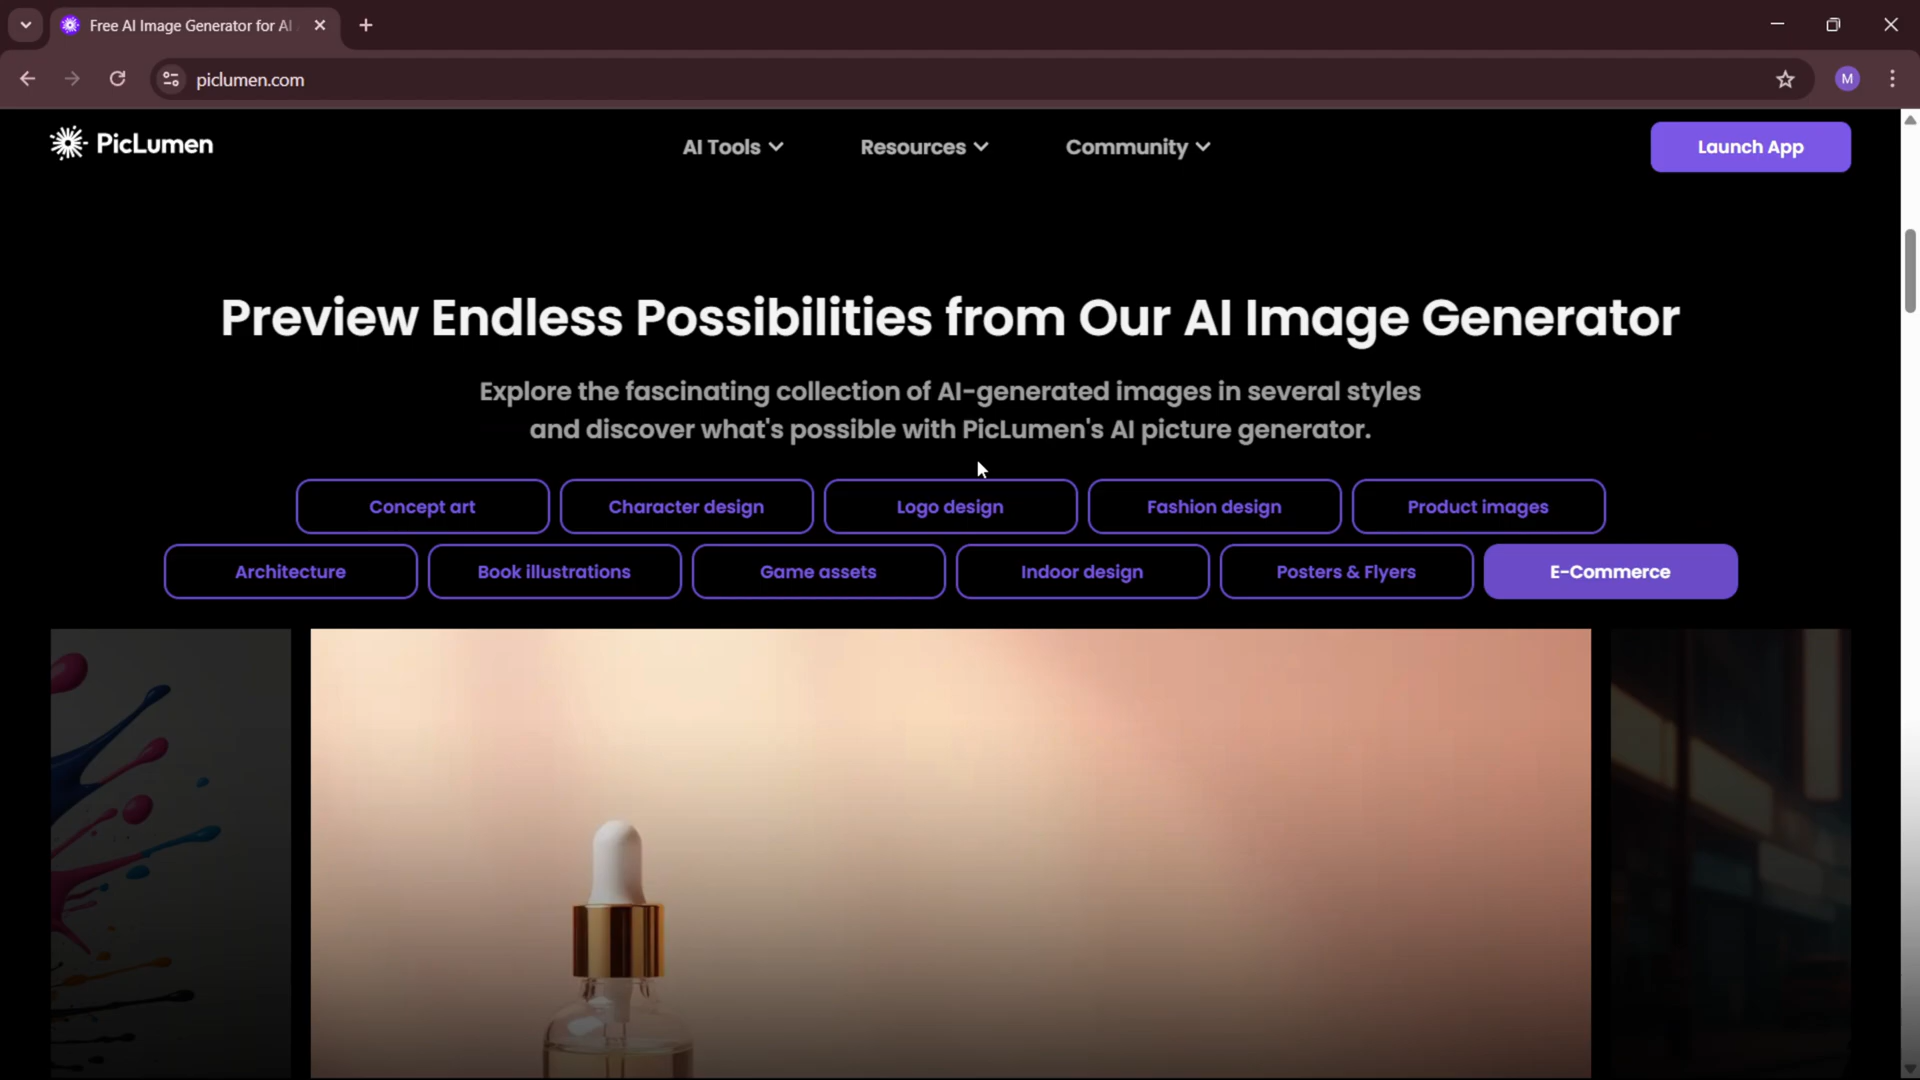 Free AI Image Generator for AI
piclumen.com
M
PicLumen
AI Tools
Resources
Community
Launch App
Preview Endless Possibilities from Our AI Image Generator
Explore the fascinating collection of AI-generated images in several styles
and discover what's possible with PicLumen's AI picture generator.
Concept art
Character design
Logo design
Fashion design
Product images
Architecture
Book illustrations
Game assets
Indoor design
Posters & Flyers
E-Commerce